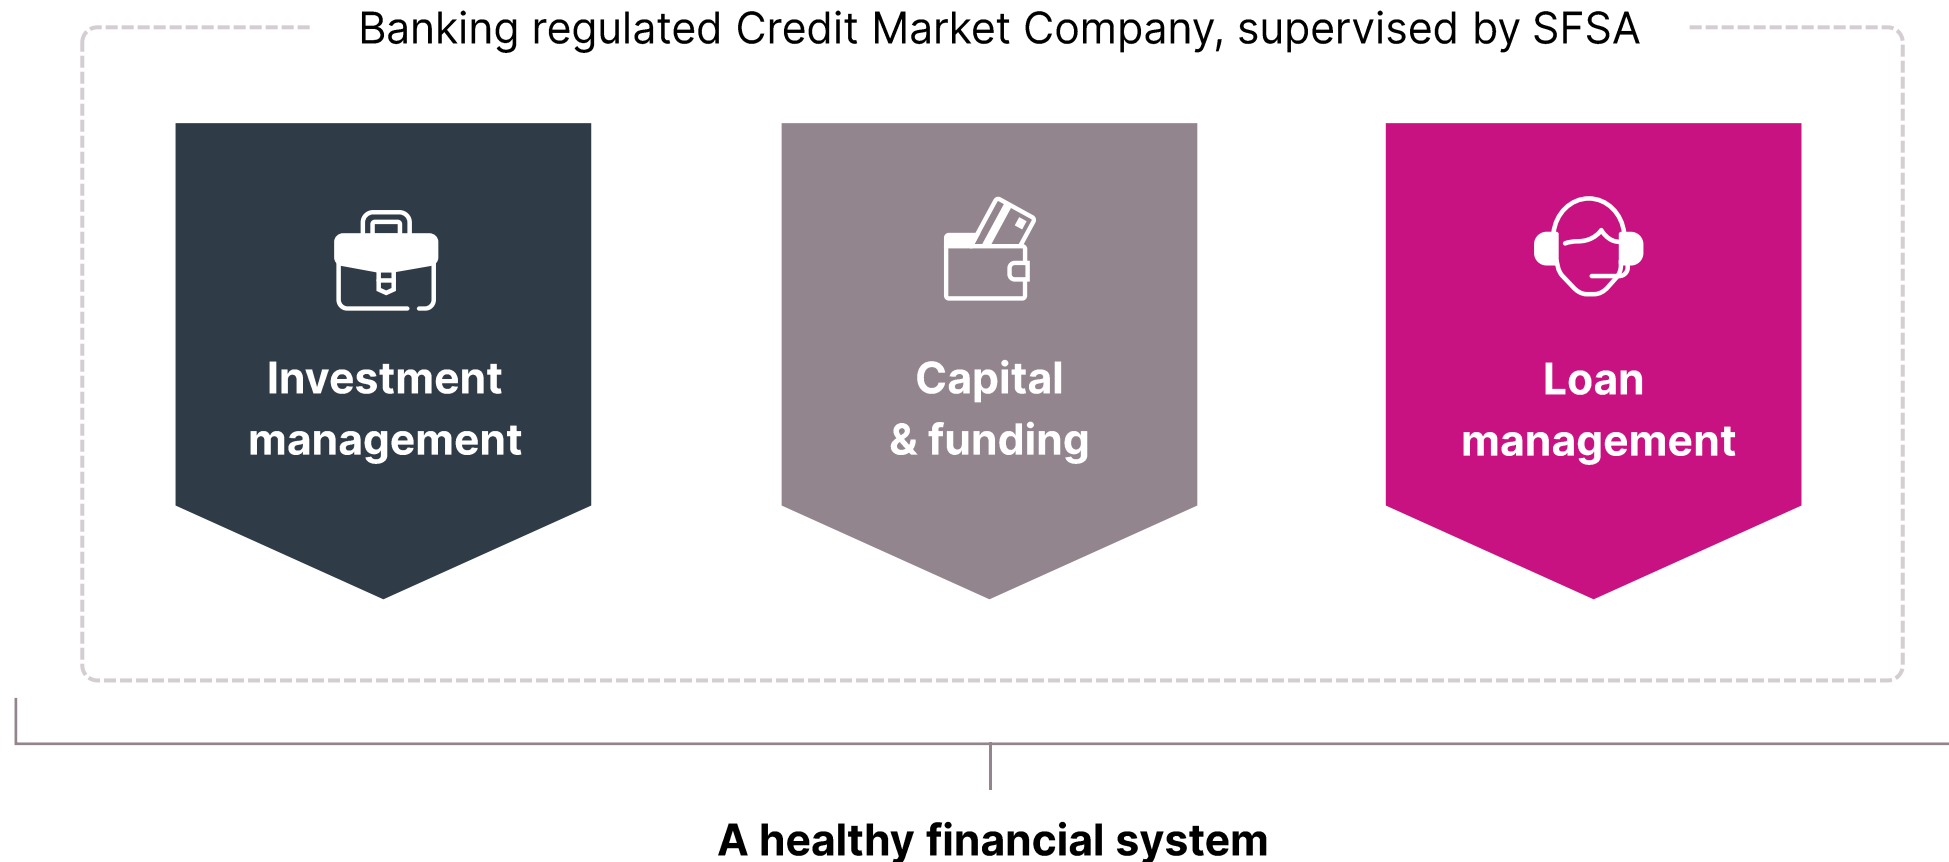 Banking regulated Credit Market Company, supervised by SFSA
Investment
management
Capital
& funding
Loan
management
A healthy financial system